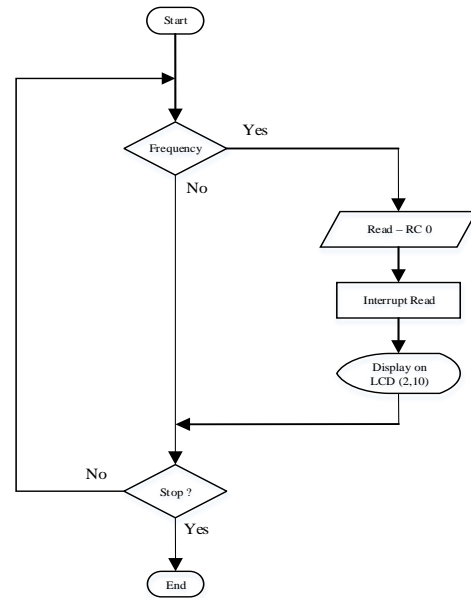 Start
Yes
Frequency
No
Read – RC 0
Interrupt Read
Display on
LCD (2,10)
No
Stop ?
Yes
End